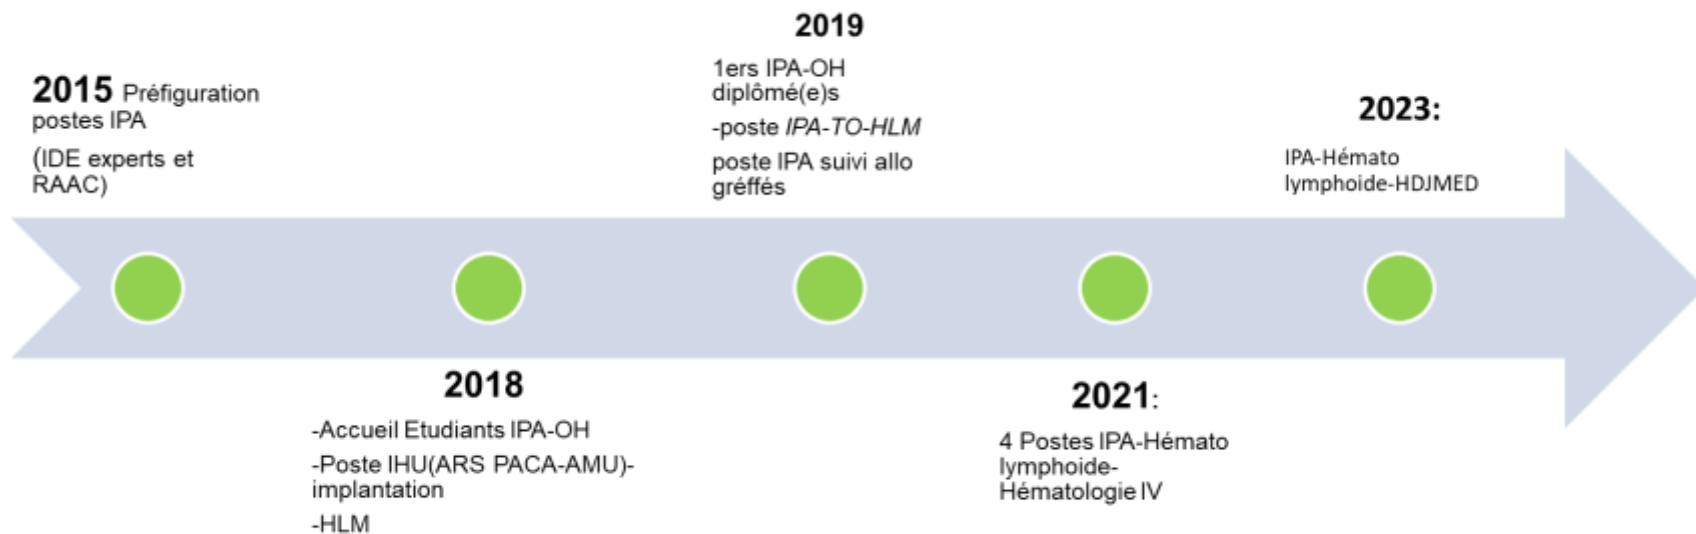 2015 Préfiguration
postes IPA
(IDE experts et
RAAC)
2018
-Accueil Etudiants IPA-OH
-Poste IHU(ARS PACA-AMU)-
implantation
-HLM
2019
1ers IPA-OH
diplômé(e)s
-poste IPA-TO-HLM
poste IPA suivi allo
gréffés
2021:
4 Postes IPA-Hémato
lymphoide-
Hématologie IV
2023:
IPA-Hémato
lymphoide-HDJMED